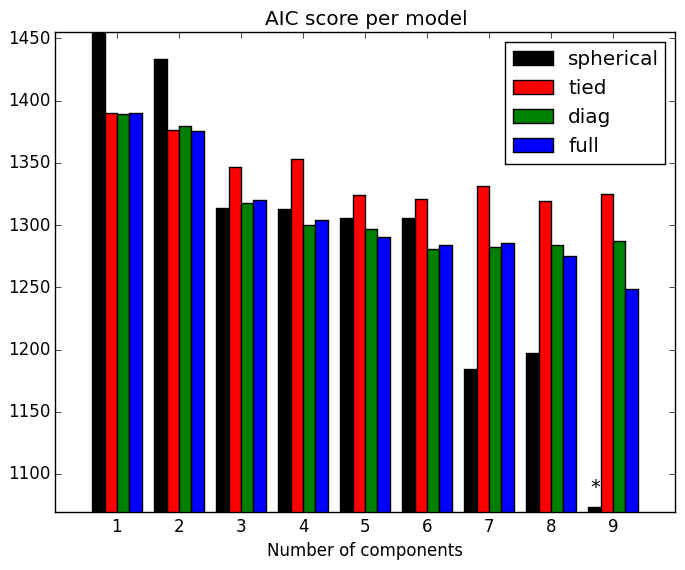 AIC score per model
1450
1400
1350
1300
1250
1200
1150
1100
spherical
tied
diag
full
*
1 2 3 4 5 6 7 8 9
Number of components